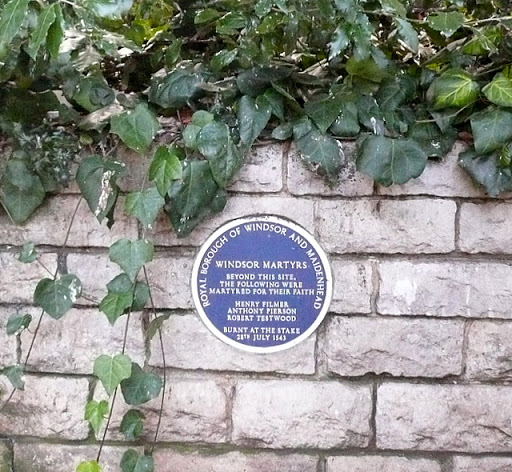 ROYAL BOROUGH OF WINDSOR AND MAIDENHEAD
WINDSOR MARTYRS
BEYOND THIS SITE,
THE FOLLOWING WERE
MARTYRED FOR THEIR FAITH
HENRY FILMER
ANTHONY PIERSON
ROBERT TESTWOOD
BURNT AT THE STAKE
28TH JULY 1543